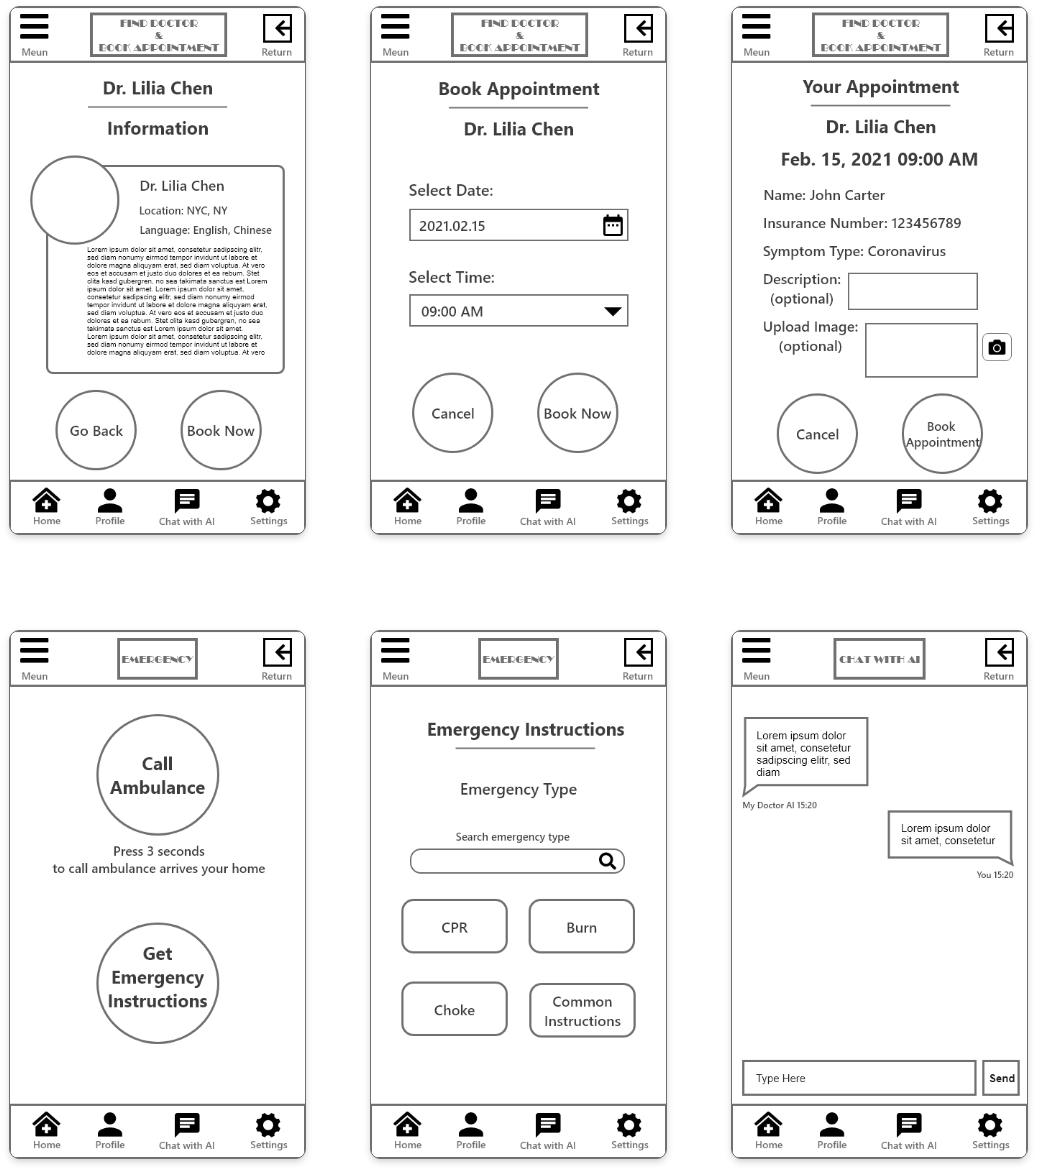 FIND DOCTOR
&
BOOK APPOINTMENT
Meun
Return
Dr. Lilia Chen
Information
Dr. Lilia Chen
Location: NYC, NY
Language: English, Chinese
Lorem ipsum dolor sit amet, consetetur sadipscing elitr,
sed diam nonumy eirmod tempor invidunt ut labore et
dolore magna aliquyam erat, sed diam voluptua. At vero
eos et accusam et justo duo dolores et ea rebum. Stet
clita kasd gubergren, no sea takimata sanctus est Lorem
ipsum dolor sit amet. Lorem ipsum dolor sit amet,
consetetur sadipscing elitr, sed diam nonumy eirmod
tempor invidunt ut labore et dolore magna aliquyam erat,
sed diam voluptua. At vero eos et accusam et justo duo
dolores et ea rebum. Stet clita kasd gubergren, no sea
takimata sanctus est Lorem ipsum dolor sit amet.
Lorem ipsum dolor sit amet, consetetur sadipscing elitr,
sed diam nonumy eirmod tempor invidunt ut labore et
dolore magna aliquyam erat, sed diam voluptua. At vero
Go Back
Book Now
Home
Profile
Chat with AI
Settings
FIND DOCTOR
&
BOOK APPOINTMENT
Meun
Return
Book Appointment
Dr. Lilia Chen
Select Date:
2021.02.15
Select Time:
09:00 AM
Cancel
Book Now
Home
Profile
Chat with AI
Settings
FIND DOCTOR
&
BOOK APPOINTMENT
Meun
Return
Your Appointment
Dr. Lilia Chen
Feb. 15, 2021 09:00 AM
Name: John Carter
Insurance Number: 123456789
Symptom Type: Coronavirus
Description:
(optional)
Upload Image:
(optional)
Cancel
Book
Appointment
Home
Profile
Chat with AI
Settings
EMERGENCY
Meun
Return
Call
Ambulance
Press 3 seconds
to call ambulance arrives your home
Get
Emergency
Instructions
Home
Profile
Chat with AI
Settings
EMERGENCY
Meun
Return
Emergency Instructions
Emergency Type
Search emergency type
CPR
Burn
Choke
Common
Instructions
Home
Profile
Chat with AI
Settings
CHAT WITH AI
Meun
Return
Lorem ipsum dolor
sit amet, consetetur
sadipscing elitr, sed
diam
My Doctor AI 15:20
Lorem ipsum dolor
sit amet, consetetur
You 15:20
Type Here
Send
Home
Profile
Chat with AI
Settings